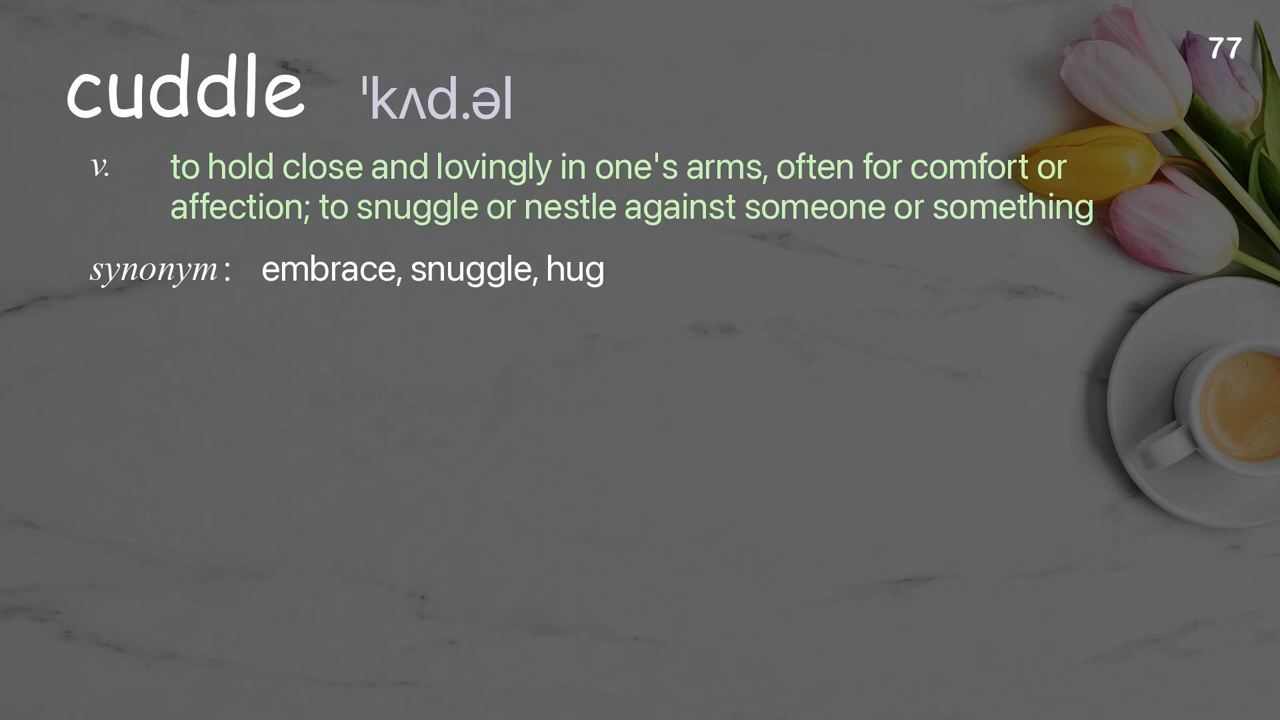 77
cuddle ˈkʌd.əl
v. to hold close and lovingly in one's arms, often for comfort or
affection; to snuggle or nestle against someone or something
synonym: embrace, snuggle, hug